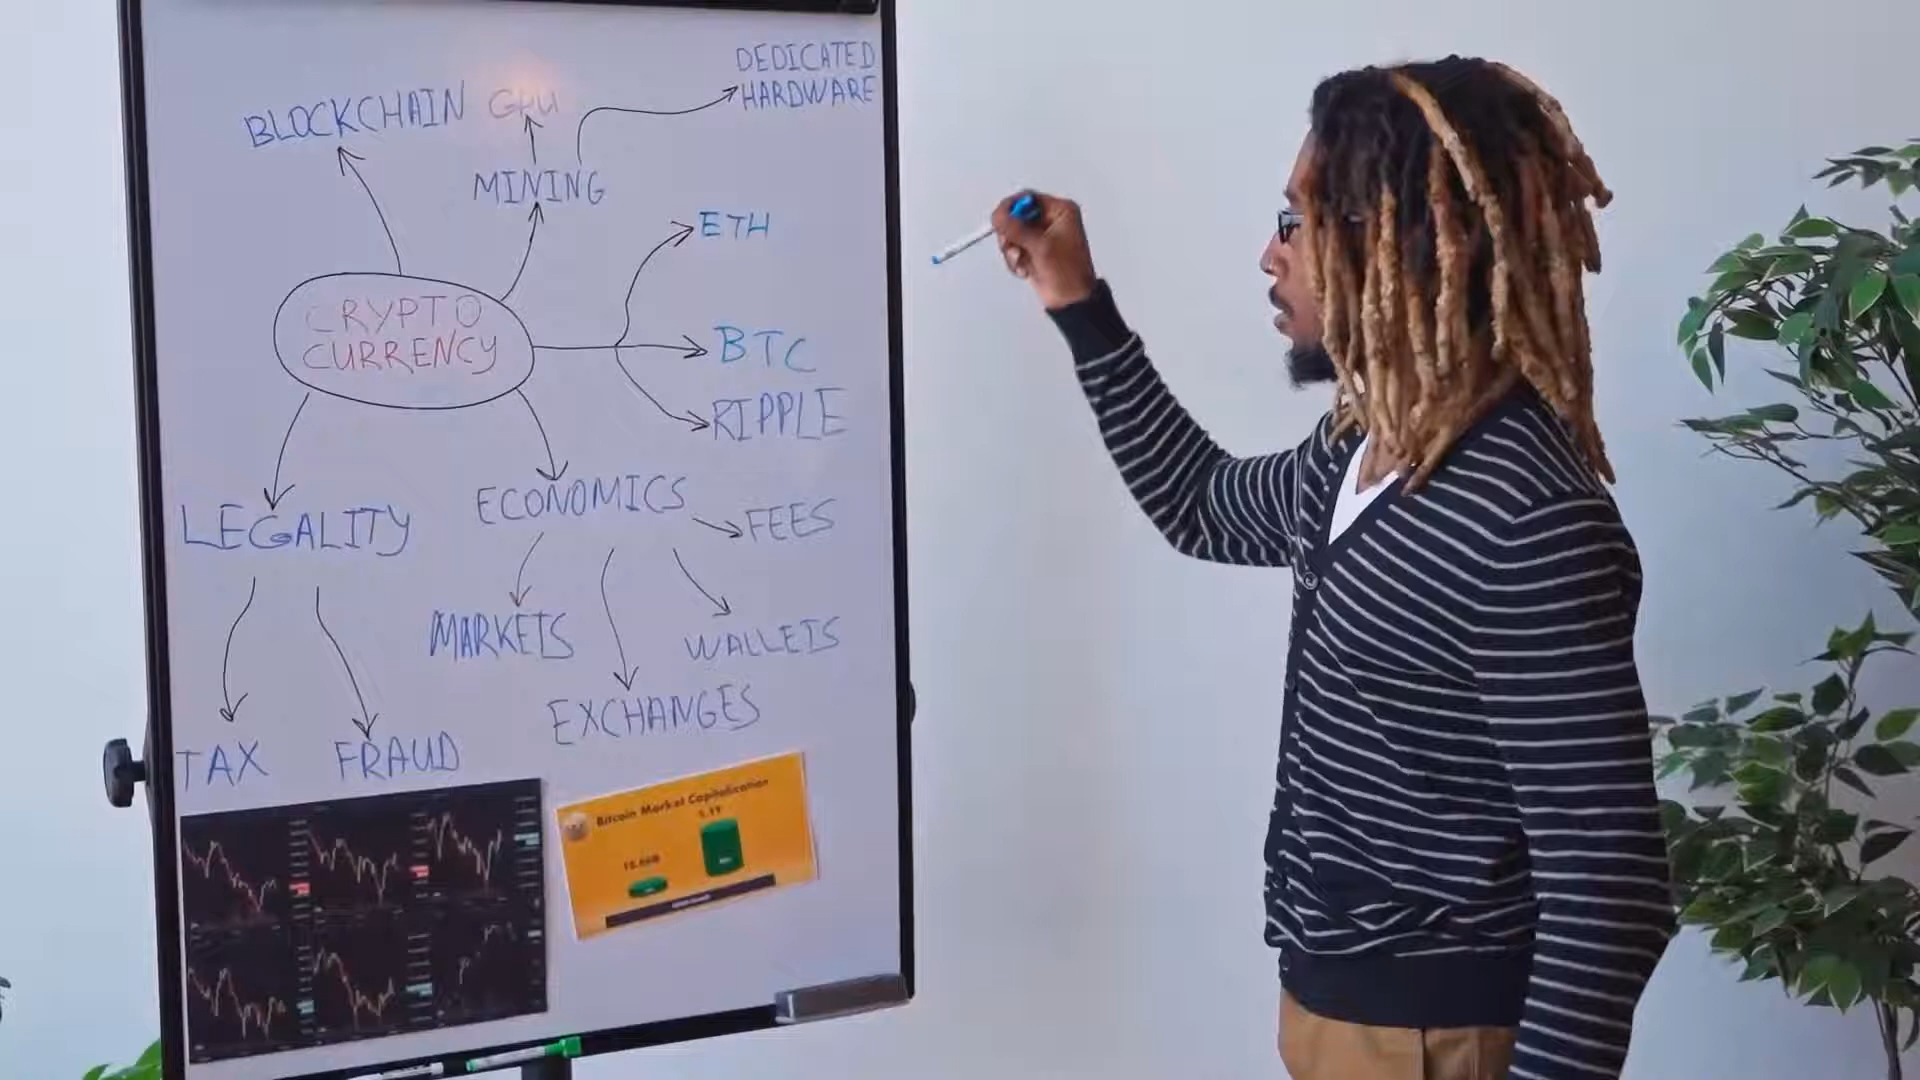 DEDICATED
HARDWARE
BLOCKCHAIN
GPU
MINING
ETH
CRYPTO
CURRENCY
BTC
RIPPLE
LEGALITY
ECONOMICS
FEES
MARKETS
WALLETS
EXCHANGES
TAX
FRAUD
Bitcoin Market Capitalization